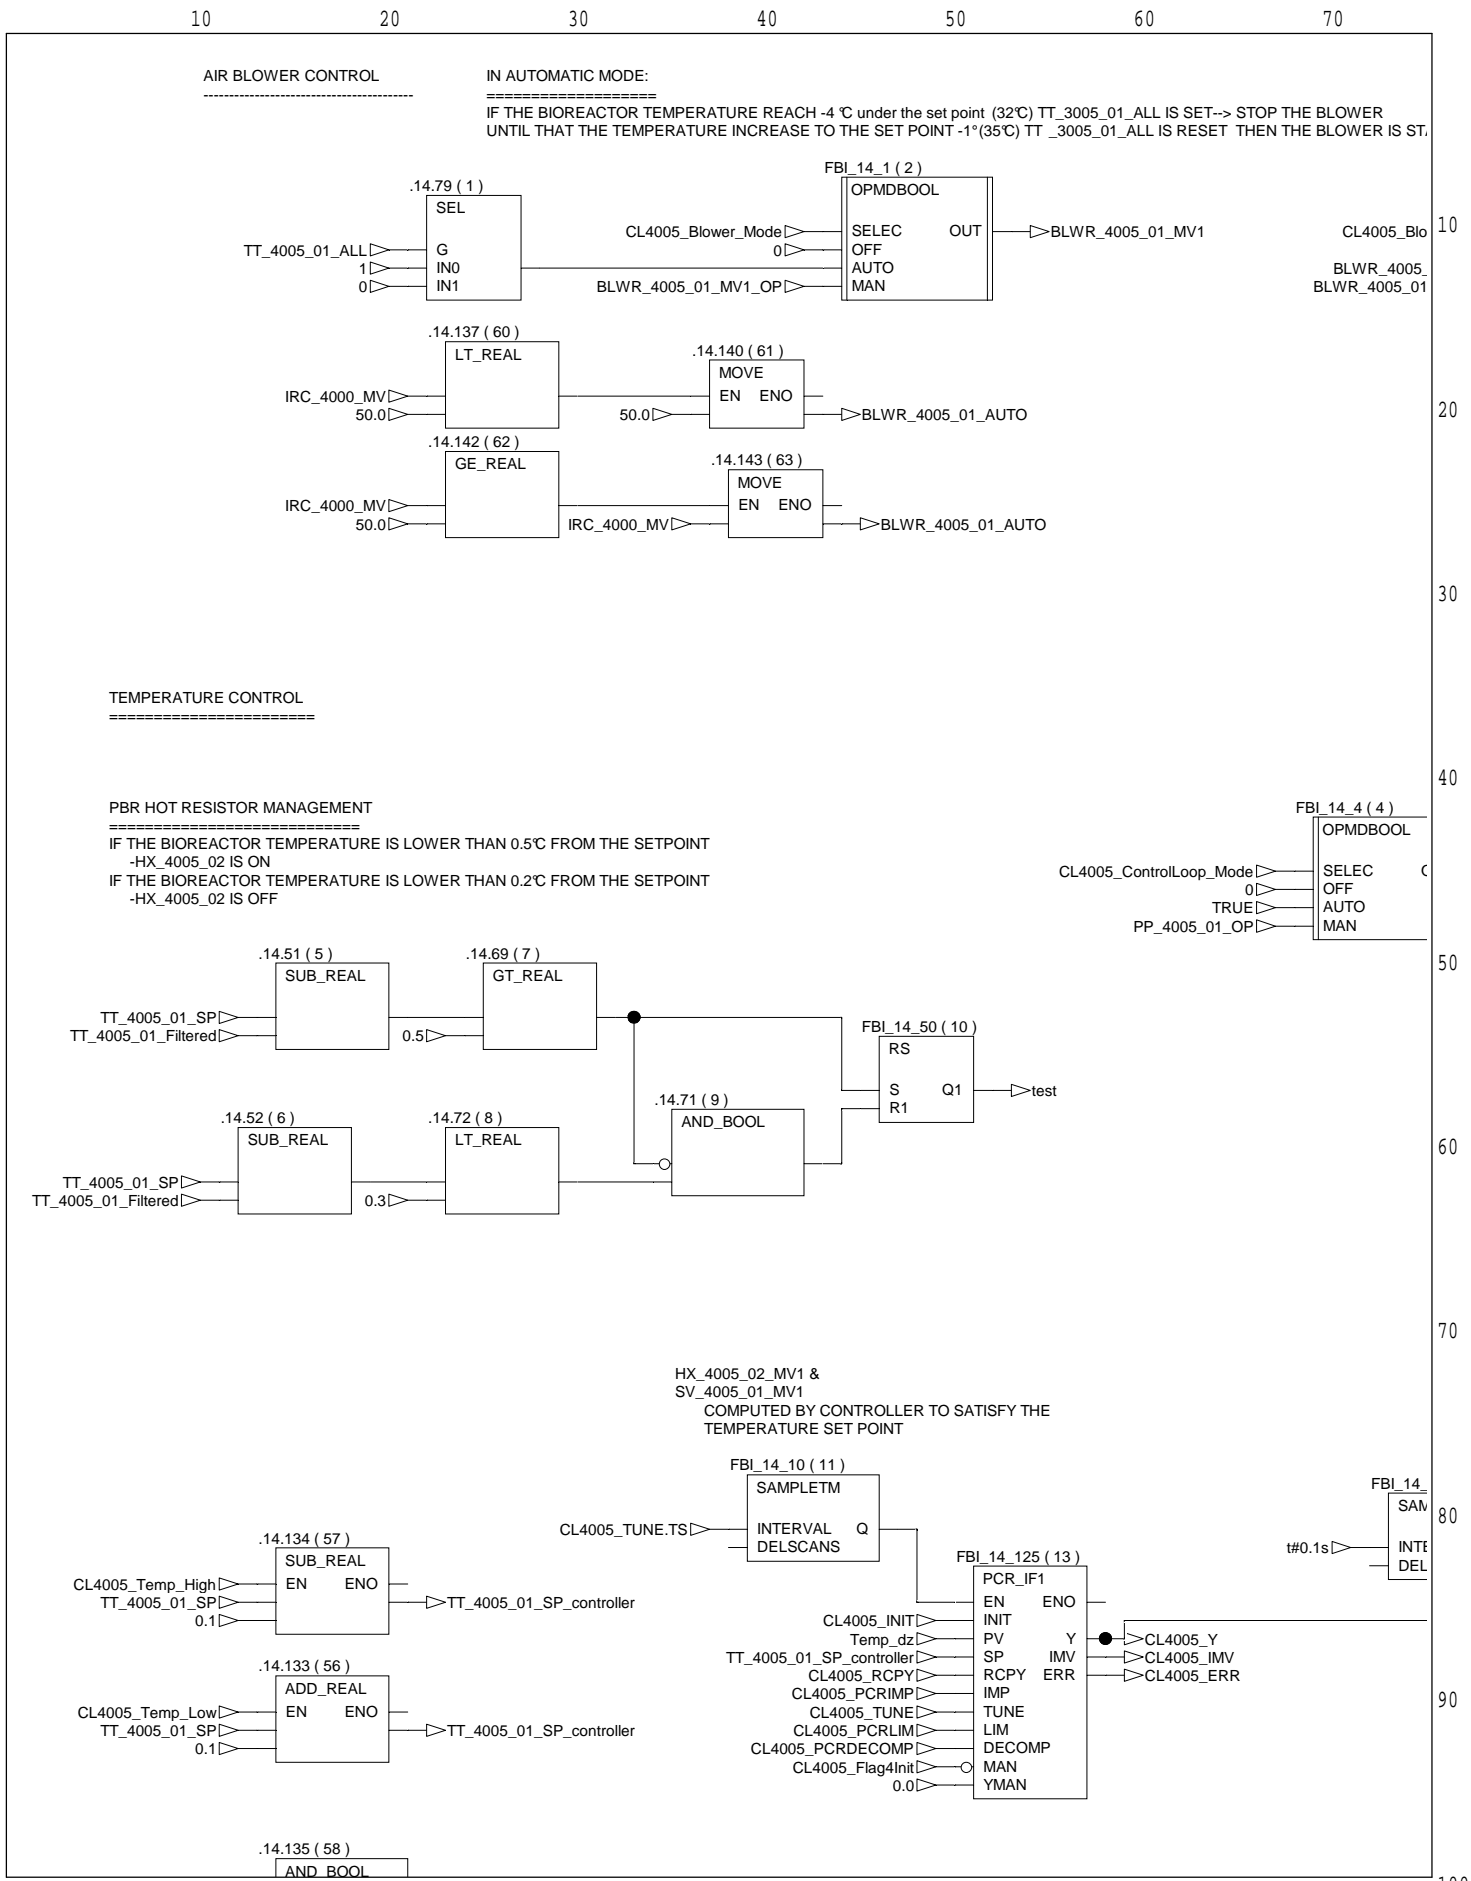 10 20 30 40 50 60 70
AIR BLOWER CONTROL
----------------------------------------
IN AUTOMATIC MODE:
===================
IF THE BIOREACTOR TEMPERATURE REACH -4 °C under the set point (32°C) TT_3005_01_ALL IS SET--> STOP THE BLOWER
UNTIL THAT THE TEMPERATURE INCREASE TO THE SET POINT -1°(35°C) TT _3005_01_ALL IS RESET THEN THE BLOWER IS STA
FBI_14_1 ( 2 )
.14.79 ( 1 )
OPMDBOOL
SEL
CL4005_Blower_Mode SELEC OUT BLWR_4005_01_MV1 CL4005_Blo 10
TT_4005_01_ALL G 0 OFF
1 IN0 AUTO BLWR_4005_
0 IN1 BLWR_4005_01_MV1_OP MAN BLWR_4005_01
.14.137 ( 60 )
LT_REAL
.14.140 ( 61 )
MOVE
IRC_4000_MV EN ENO
50.0 50.0 BLWR_4005_01_AUTO 20
.14.142 ( 62 )
GE_REAL
.14.143 ( 63 )
MOVE
IRC_4000_MV EN ENO
50.0 IRC_4000_MV BLWR_4005_01_AUTO
30
TEMPERATURE CONTROL
=======================
40
PBR HOT RESISTOR MANAGEMENT
============================
IF THE BIOREACTOR TEMPERATURE IS LOWER THAN 0.5°C FROM THE SETPOINT
-HX_4005_02 IS ON
IF THE BIOREACTOR TEMPERATURE IS LOWER THAN 0.2°C FROM THE SETPOINT
-HX_4005_02 IS OFF
FBI_14_4 ( 4 )
OPMDBOOL
CL4005_ControlLoop_Mode SELEC
0 OFF
TRUE AUTO
PP_4005_01_OP MAN
50
.14.51 ( 5 )
SUB_REAL
.14.69 ( 7 )
GT_REAL
TT_4005_01_SP
TT_4005_01_Filtered 0.5
FBI_14_50 ( 10 )
RS
S Q1 test
R1
.14.52 ( 6 )
SUB_REAL
.14.72 ( 8 )
LT_REAL
.14.71 ( 9 )
AND_BOOL
60
TT_4005_01_SP
TT_4005_01_Filtered 0.3
70
HX_4005_02_MV1 &
SV_4005_01_MV1
COMPUTED BY CONTROLLER TO SATISFY THE
TEMPERATURE SET POINT
FBI_14_10 ( 11 )
SAMPLETM
CL4005_TUNE.TS INTERVAL Q
DELSCANS
FBI_14_
SAM
80
t#0.1s INTE
DEL
.14.134 ( 57 )
SUB_REAL
CL4005_Temp_High EN ENO
TT_4005_01_SP TT_4005_01_SP_controller
0.1
FBI_14_125 ( 13 )
PCR_IF1
EN ENO
CL4005_INIT INIT
Temp_dz PV Y CL4005_Y
TT_4005_01_SP_controller SP IMV CL4005_IMV
CL4005_RCPY RCPY ERR CL4005_ERR
CL4005_PCRIMP IMP
CL4005_TUNE TUNE
CL4005_PCRLIM LIM
CL4005_PCRDECOMP DECOMP
CL4005_Flag4Init MAN
0.0 YMAN
90
.14.133 ( 56 )
ADD_REAL
CL4005_Temp_Low EN ENO
TT_4005_01_SP TT_4005_01_SP_controller
0.1
.14.135 ( 58 )
AND_BOOL